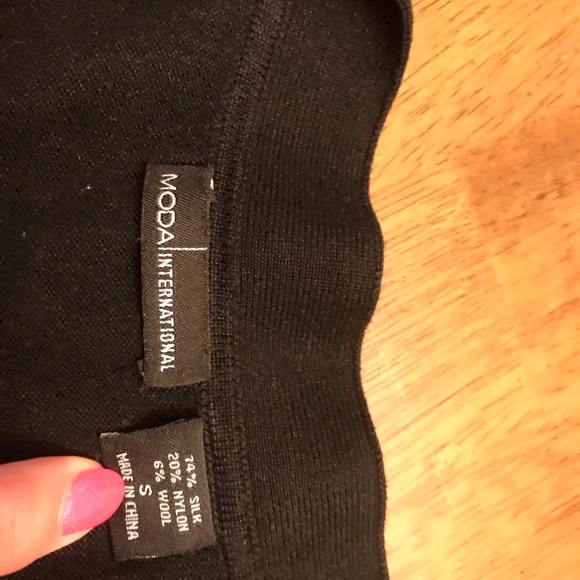 MODA|INTERNATIONAL
74% SILK
20% NYLON
6% WOOL
S
MADE IN CHINA